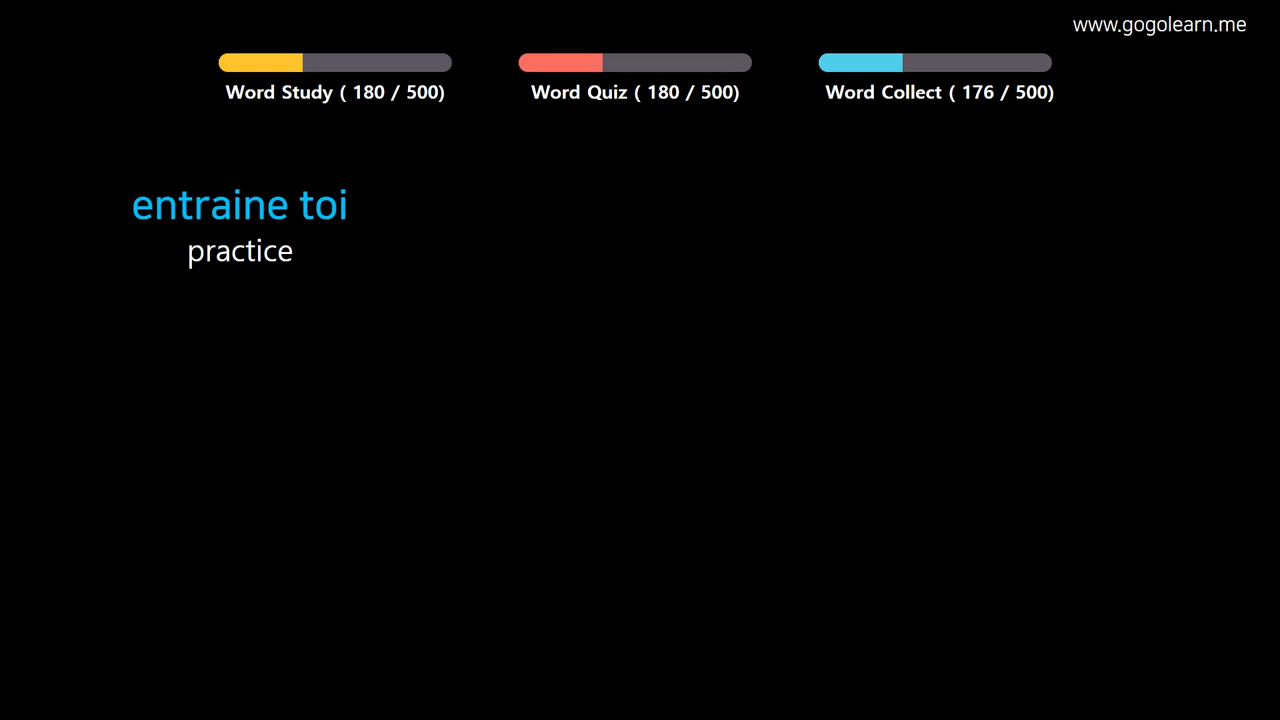 www.gogolearn.me
Word Study ( 180 / 500)
Word Quiz ( 180 / 500)
Word Collect ( 176 / 500)
entraine toi
practice